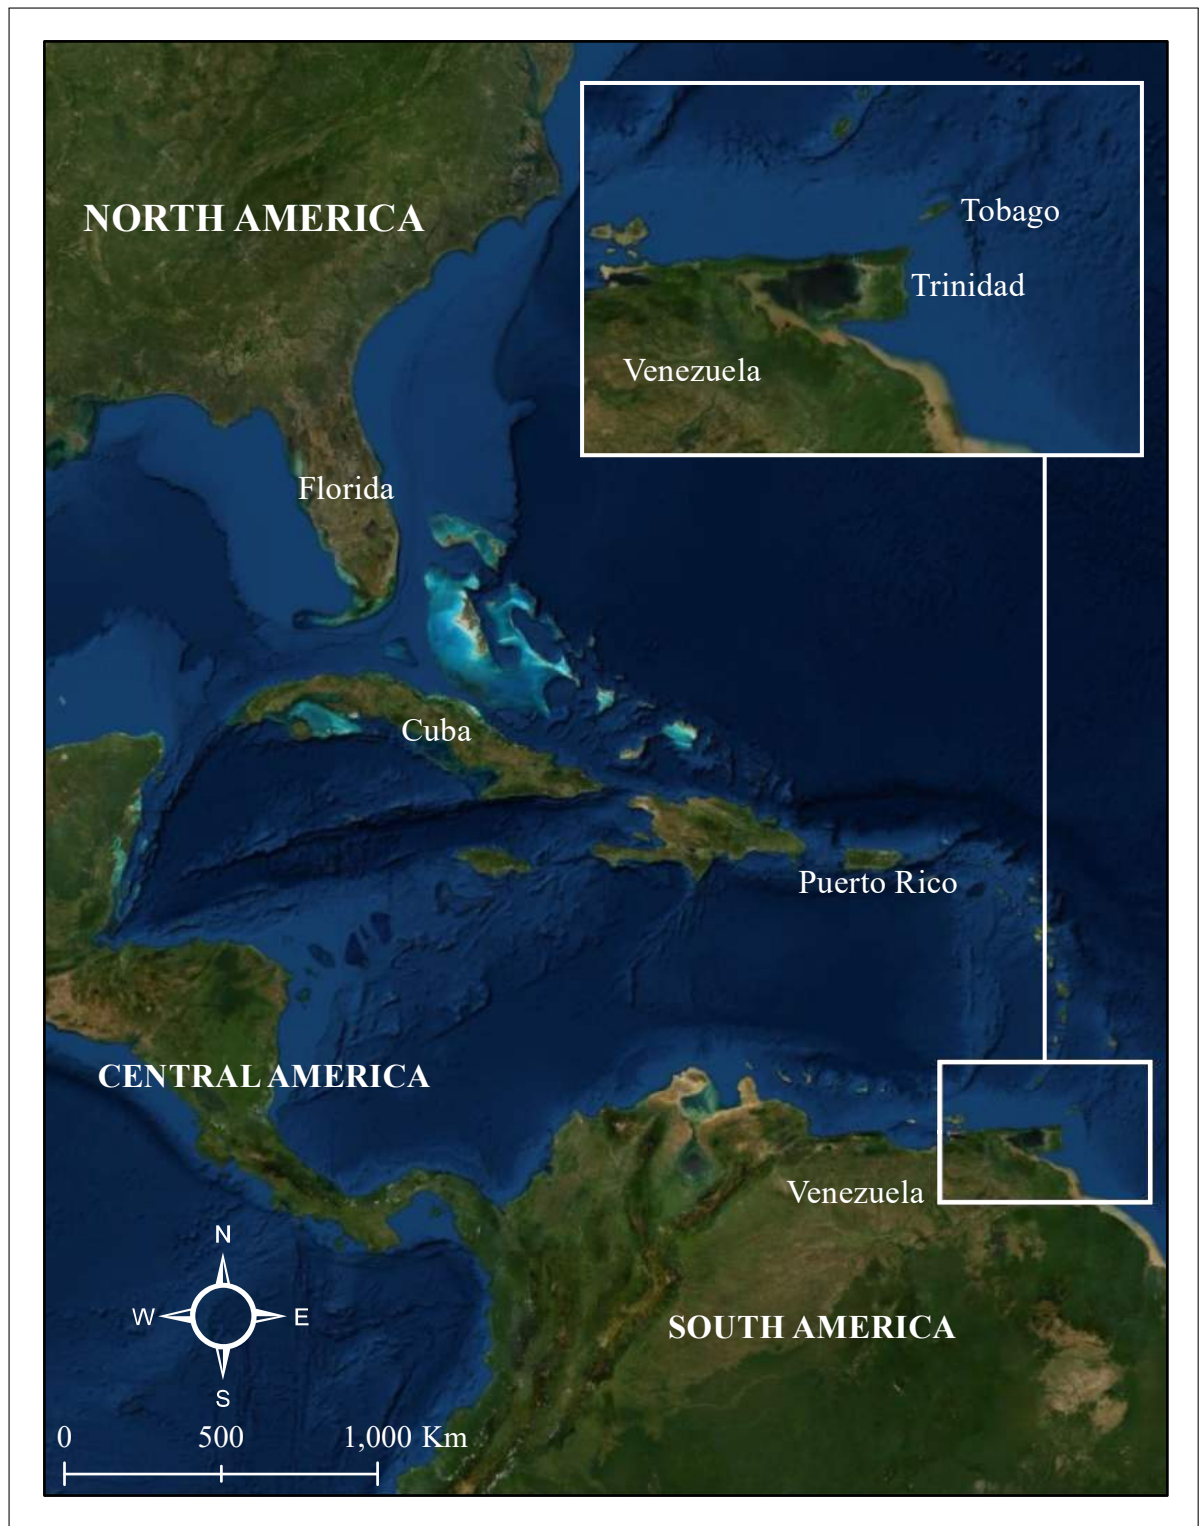 NORTH AMERICA
Tobago
Trinidad
Venezuela
Florida
Cuba
Puerto Rico
CENTRAL AMERICA
Venezuela
N
W E
S
SOUTH AMERICA
0 500 1,000 Km